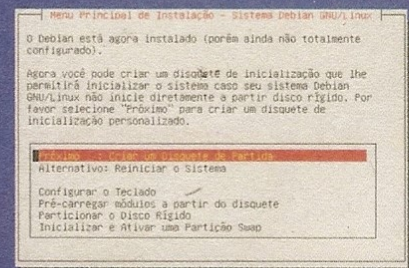 Menu Principal de Instalação - Sistema Debian GNU/Linux
O Debian está agora instalado (porém ainda não totalmente
configurado).
Agora você pode criar um disquete de inicialização que lhe
permitirá inicializar o sistema caso seu sistema Debian
GNU/Linux não inicie diretamente a partir disco rígido. Por
favor selecione "Próximo" para criar um disquete de
inicialização personalizado.
Próximo : Criar um Disquete de Partida
Alternativo: Reiniciar o Sistema
Configurar o Teclado
Pré-carregar módulos a partir do disquete
Particionar o Disco Rígido
Inicializar e Ativar uma Partição Swap